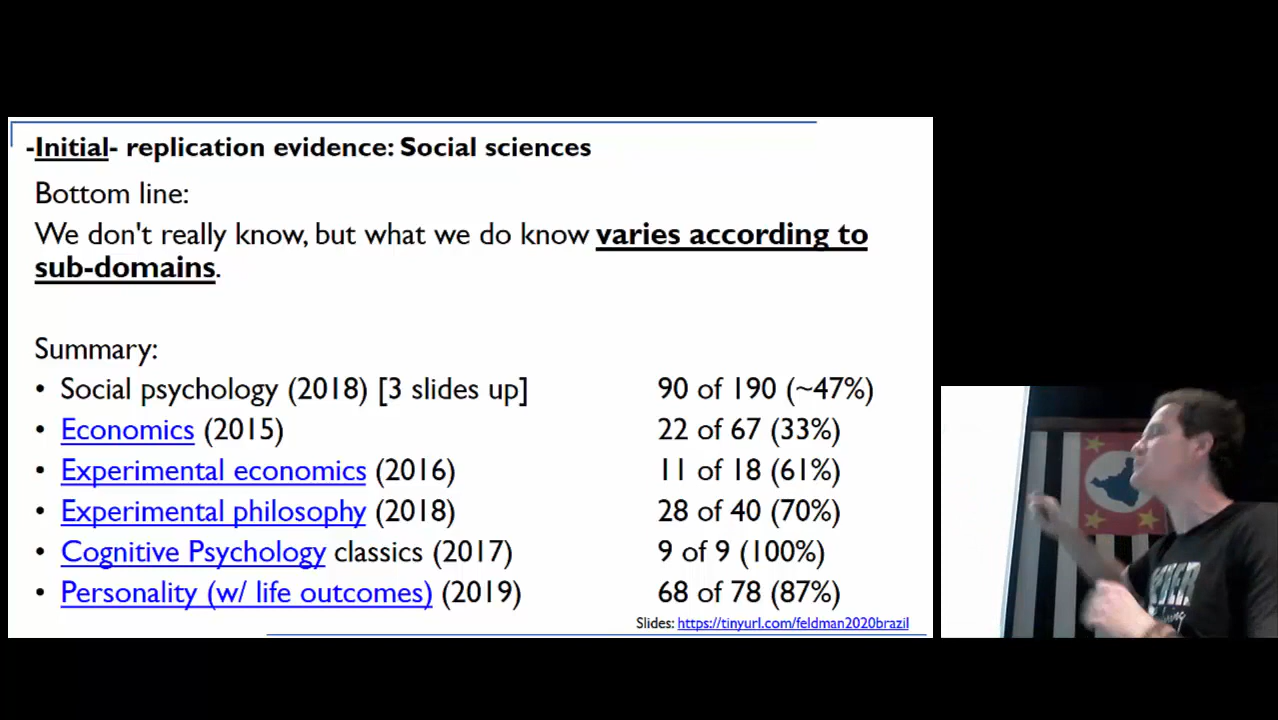 -Initial- replication evidence: Social sciences
Bottom line:
We don't really know, but what we do know varies according to
sub-domains.
Summary:
• Social psychology (2018) [3 slides up] 90 of 190 (~47%)
• Economics (2015) 22 of 67 (33%)
• Experimental economics (2016) 11 of 18 (61%)
• Experimental philosophy (2018) 28 of 40 (70%)
• Cognitive Psychology classics (2017) 9 of 9 (100%)
• Personality (w/ life outcomes) (2019) 68 of 78 (87%)
Slides: https://tinyurl.com/feldman2020brazil